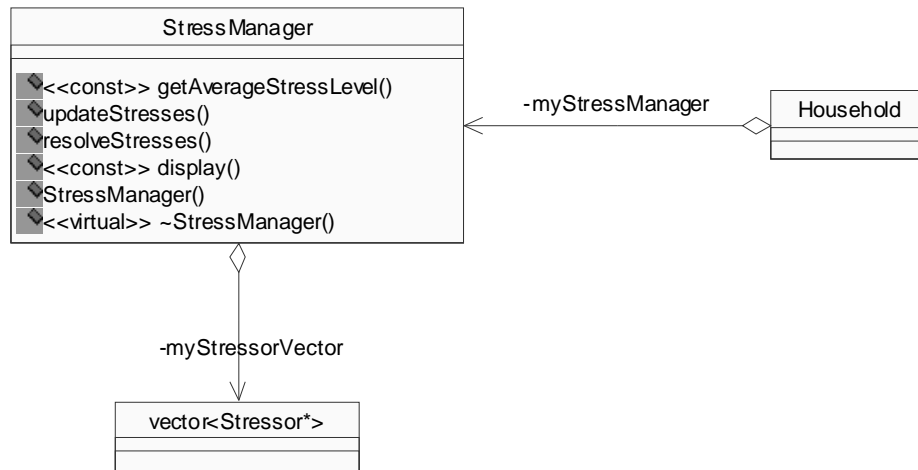 StressManager
<<const>> getAverageStressLevel()
updateStresses()
resolveStresses()
<<const>> display()
StressManager()
<<virtual>> ~StressManager()
-myStressManager
Household
-myStressorVector
vector<Stressor*>